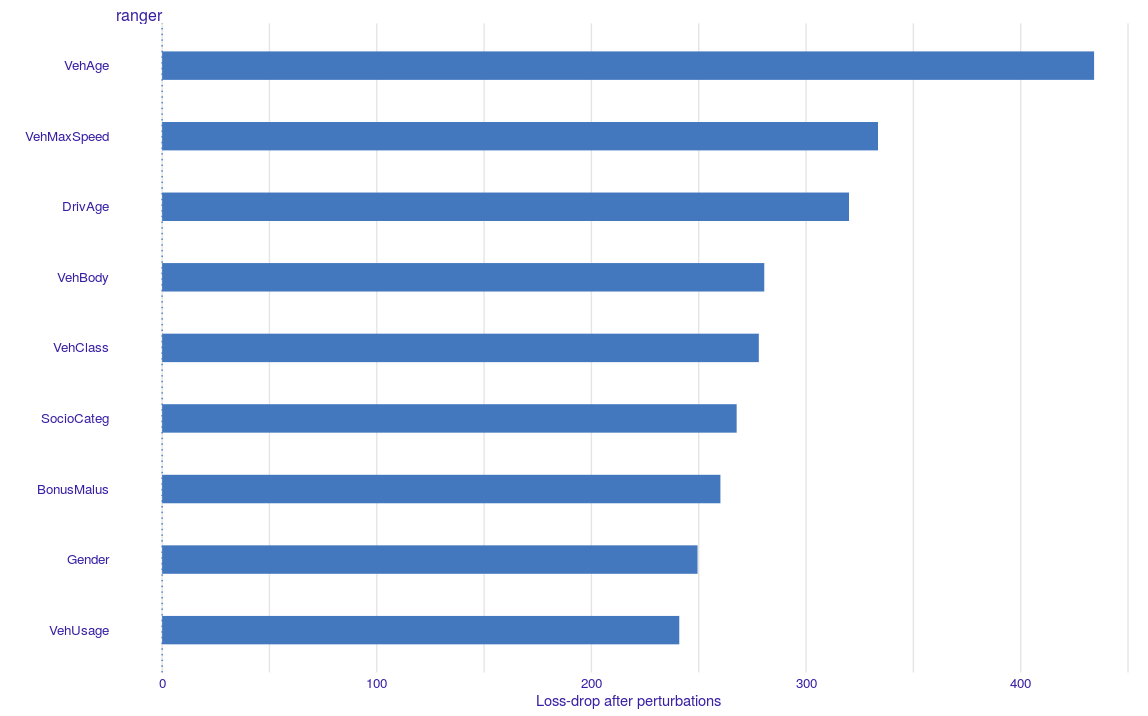 ranger
VehAge
VehMaxSpeed
DrivAge
VehBody
VehClass
SocioCateg
BonusMalus
Gender
VehUsage
0 100 200 300 400
Loss-drop after perturbations